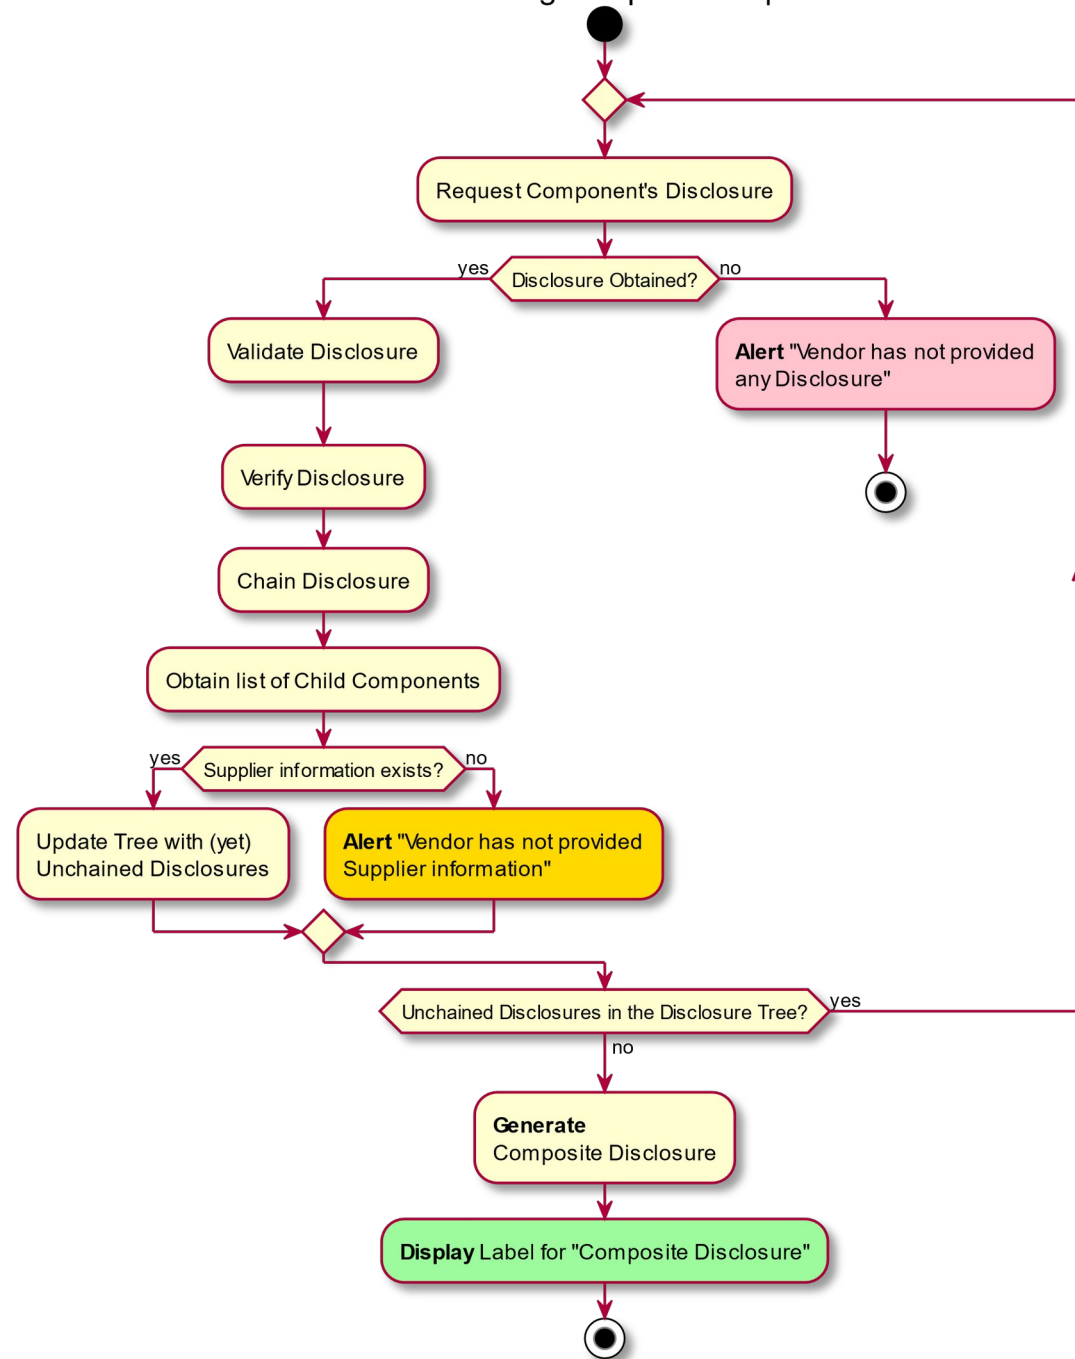 Request Component's Disclosure
Disclosure Obtained?
yes
no
Validate Disclosure
Alert "Vendor has not provided
any Disclosure"
Verify Disclosure
Chain Disclosure
Obtain list of Child Components
Supplier information exists?
yes
no
Update Tree with (yet)
Unchained Disclosures
Alert "Vendor has not provided
Supplier information"
Unchained Disclosures in the Disclosure Tree?
yes
no
Generate
Composite Disclosure
Display Label for "Composite Disclosure"